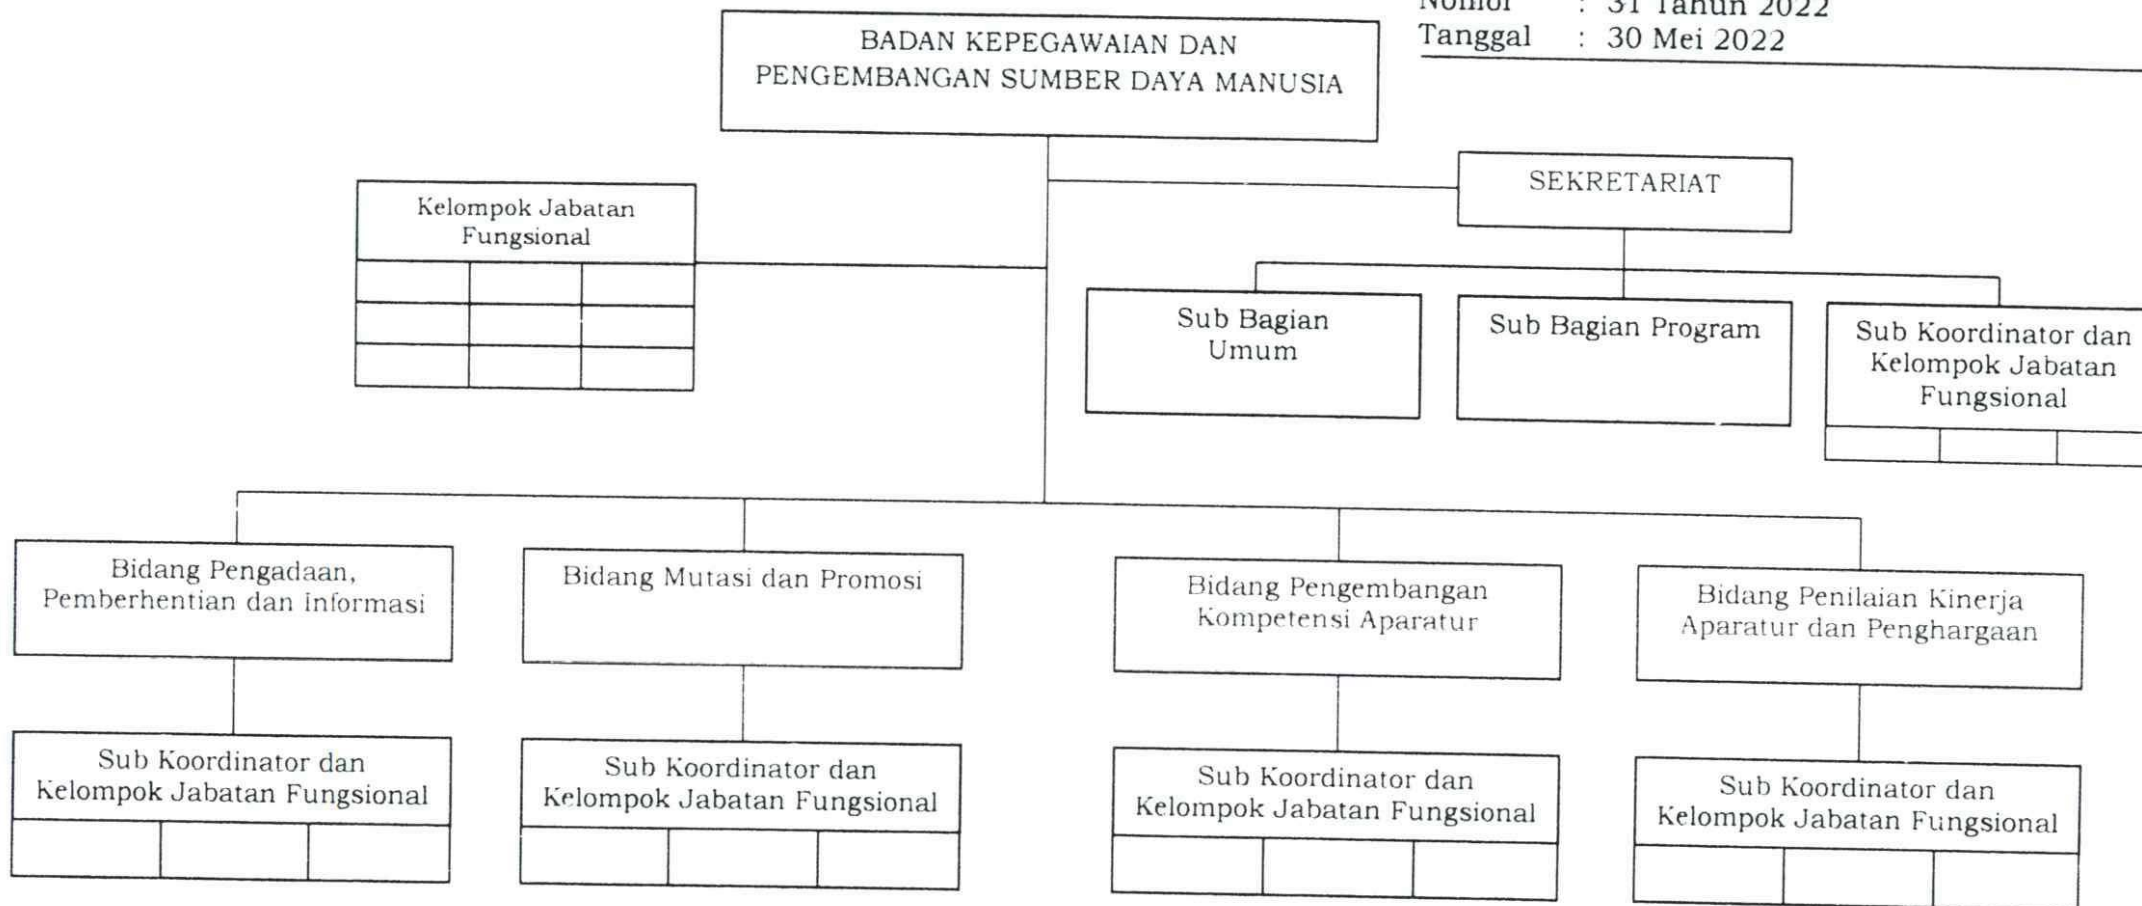 Nomor : 31 Tahun 2022
Tanggal : 30 Mei 2022
BADAN KEPEGAWAIAN DAN
PENGEMBANGAN SUMBER DAYA MANUSIA
SEKRETARIAT
Kelompok Jabatan
Fungsional
Sub Bagian
Umum
Sub Bagian Program
Sub Koordinator dan
Kelompok Jabatan
Fungsional
Bidang Pengadaan,
Pemberhentian dan Informasi
Bidang Mutasi dan Promosi
Bidang Pengembangan
Kompetensi Aparatur
Bidang Penilaian Kinerja
Aparatur dan Penghargaan
Sub Koordinator dan
Kelompok Jabatan Fungsional
Sub Koordinator dan
Kelompok Jabatan Fungsional
Sub Koordinator dan
Kelompok Jabatan Fungsional
Sub Koordinator dan
Kelompok Jabatan Fungsional